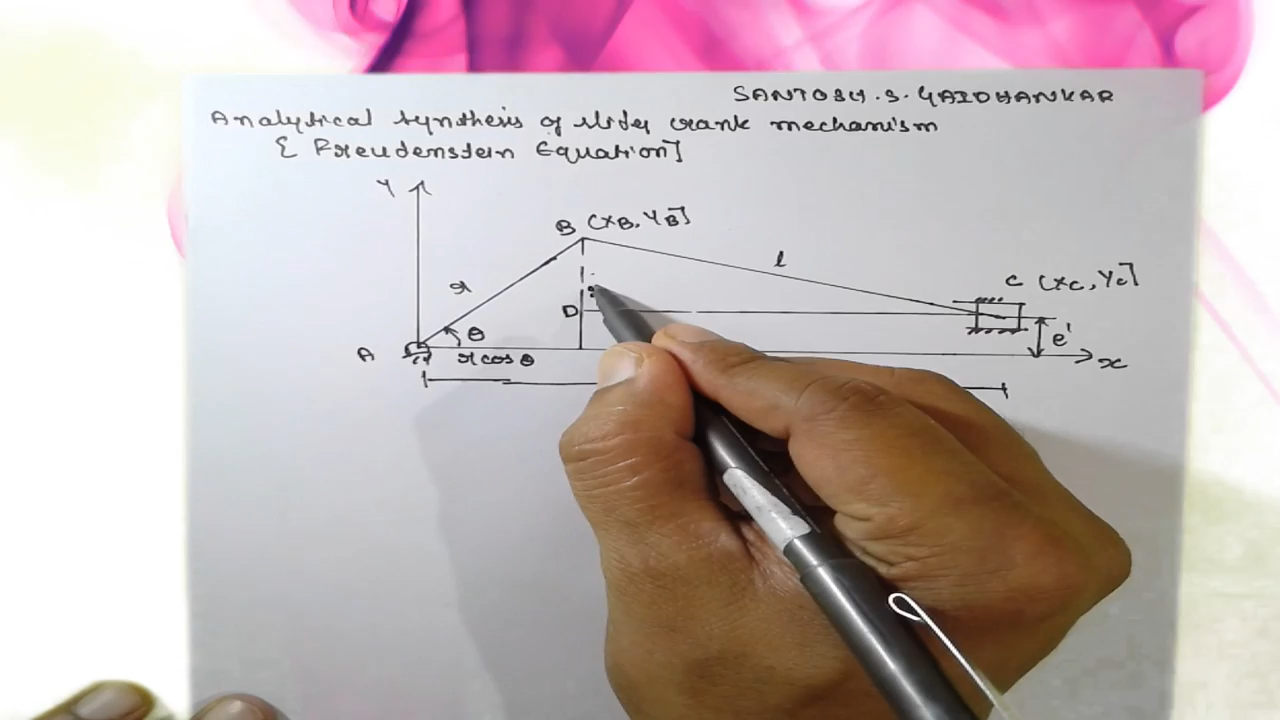 SANTOSH.S.GAIDHANKAR
Analytical synthesis of slider crank mechanism
[ Freudenstein Equation]
Y
B (XB, YB]
l
r
C (XC, YC]
D
θ
e'
A
r cos θ
x